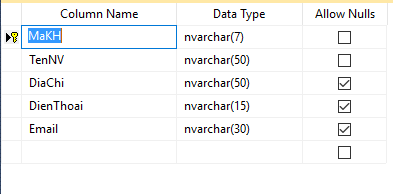 Column Name Data Type Allow Nulls
MaKH nvarchar(7)
TenNV nvarchar(50)
DiaChi nvarchar(50)
DienThoai nvarchar(15)
Email nvarchar(30)